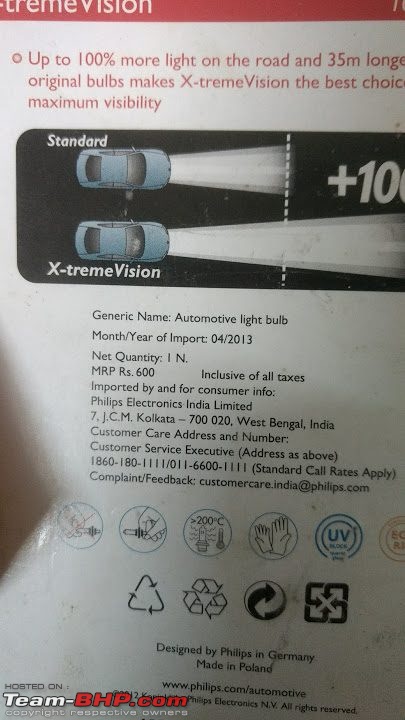 -tremeVision
Up to 100% more light on the road and 35m longe
original bulbs makes X-tremeVision the best choic
maximum visibility
Standard
+10
X-tremeVision
Generic Name: Automotive light bulb
Month/Year of Import: 04/2013
Net Quantity: 1 N.
MRP Rs. 600 Inclusive of all taxes
Imported by and for consumer info:
Philips Electronics India Limited
7, J.C.M. Kolkata – 700 020, West Bengal, India
Customer Care Address and Number:
Customer Service Executive (Address as above)
1860-180-1111/011-6600-1111 (Standard Call Rates Apply)
Complaint/Feedback: customercare.india@philips.com
>200°C
UV
BLOCK
Designed by Philips in Germany
Made in Poland
www.philips.com/automotive
Philips Electronics N.V. All rights
HOSTED ON :
Team-BHP.com
copyright respective owners